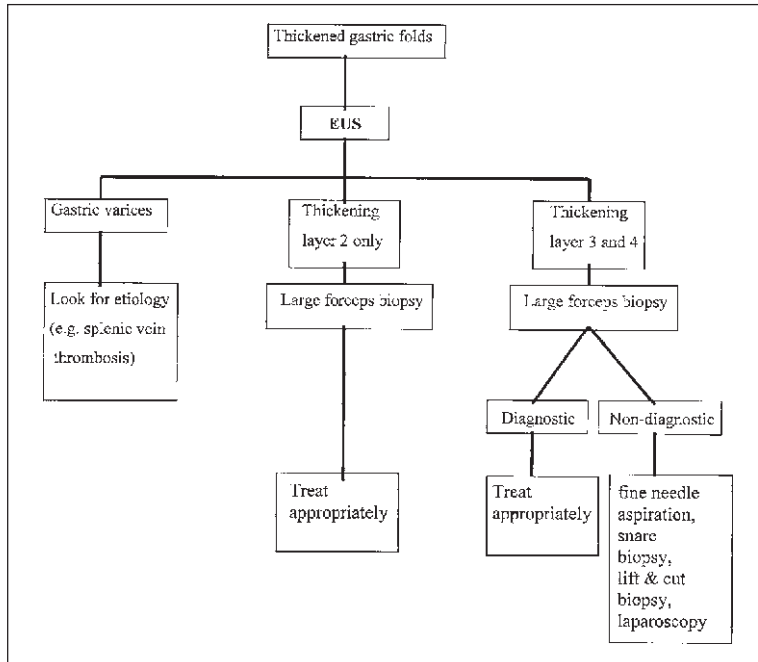 Thickened gastric folds
EUS
Gastric varices
Thickening
layer 2 only
Thickening
layer 3 and 4
Look for etiology
(e.g. splenic vein
thrombosis)
Large forceps biopsy
Large forceps biopsy
Diagnostic
Non-diagnostic
Treat
appropriately
Treat
appropriately
fine needle
aspiration,
snare
biopsy,
lift & cut
biopsy,
laparoscopy